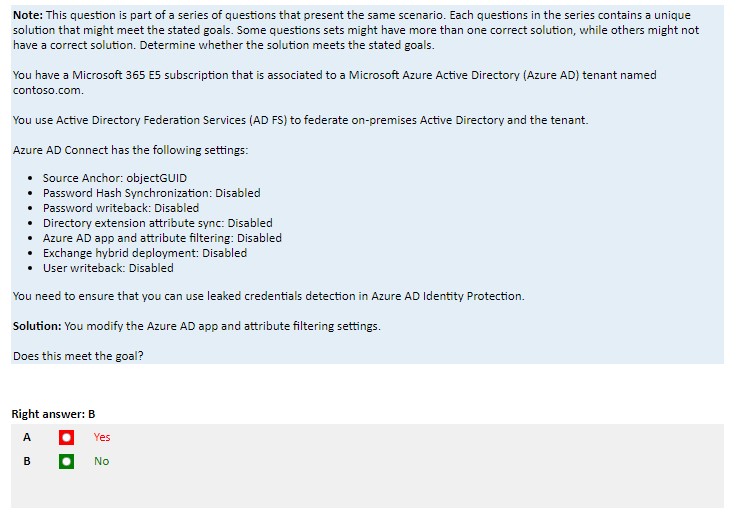 Note: This question is part of a series of questions that present the same scenario. Each questions in the series contains a unique
solution that might meet the stated goals. Some questions sets might have more than one correct solution, while others might not
have a correct solution. Determine whether the solution meets the stated goals.
You have a Microsoft 365 E5 subscription that is associated to a Microsoft Azure Active Directory (Azure AD) tenant named
contoso.com.
You use Active Directory Federation Services (AD FS) to federate on-premises Active Directory and the tenant.
Azure AD Connect has the following settings:
• Source Anchor: objectGUID
• Password Hash Synchronization: Disabled
• Password writeback: Disabled
• Directory extension attribute sync: Disabled
• Azure AD app and attribute filtering: Disabled
• Exchange hybrid deployment: Disabled
• User writeback: Disabled
You need to ensure that you can use leaked credentials detection in Azure AD Identity Protection.
Solution: You modify the Azure AD app and attribute filtering settings.
Does this meet the goal?
Right answer: B
A Yes
B No